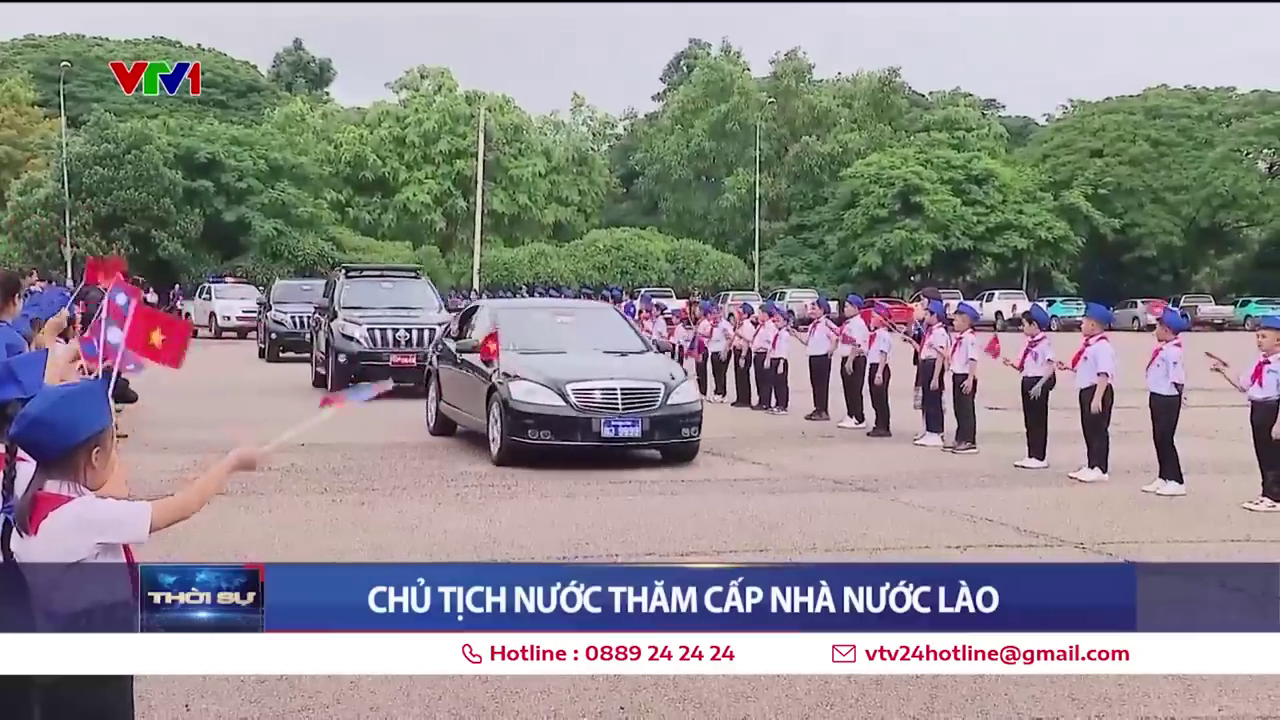 VTV1
THỜI SỰ
CHỦ TỊCH NƯỚC THĂM CẤP NHÀ NƯỚC LÀO
Hotline : 0889 24 24 24
vtv24hotline@gmail.com